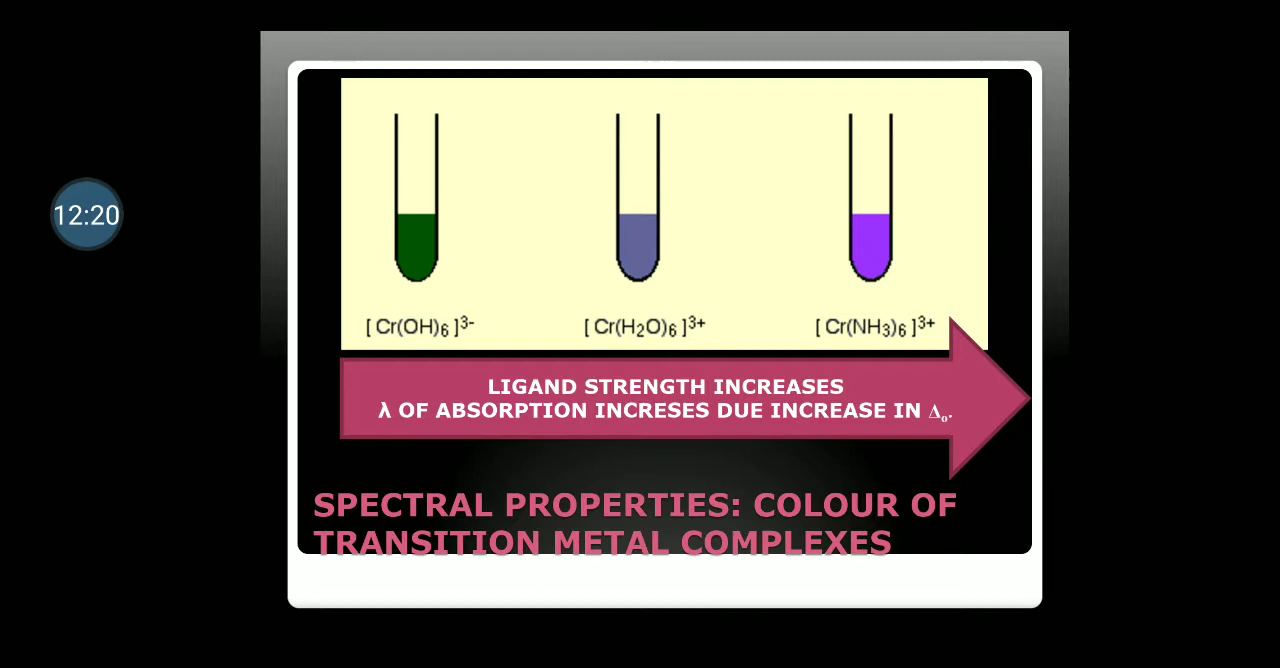 12:20
[ Cr(OH)₆ ]³⁻ [ Cr(H₂O)₆ ]³⁺ [ Cr(NH₃)₆ ]³⁺
LIGAND STRENGTH INCREASES
λ OF ABSORPTION INCRESES DUE INCREASE IN Δₒ.
SPECTRAL PROPERTIES: COLOUR OF
TRANSITION METAL COMPLEXES